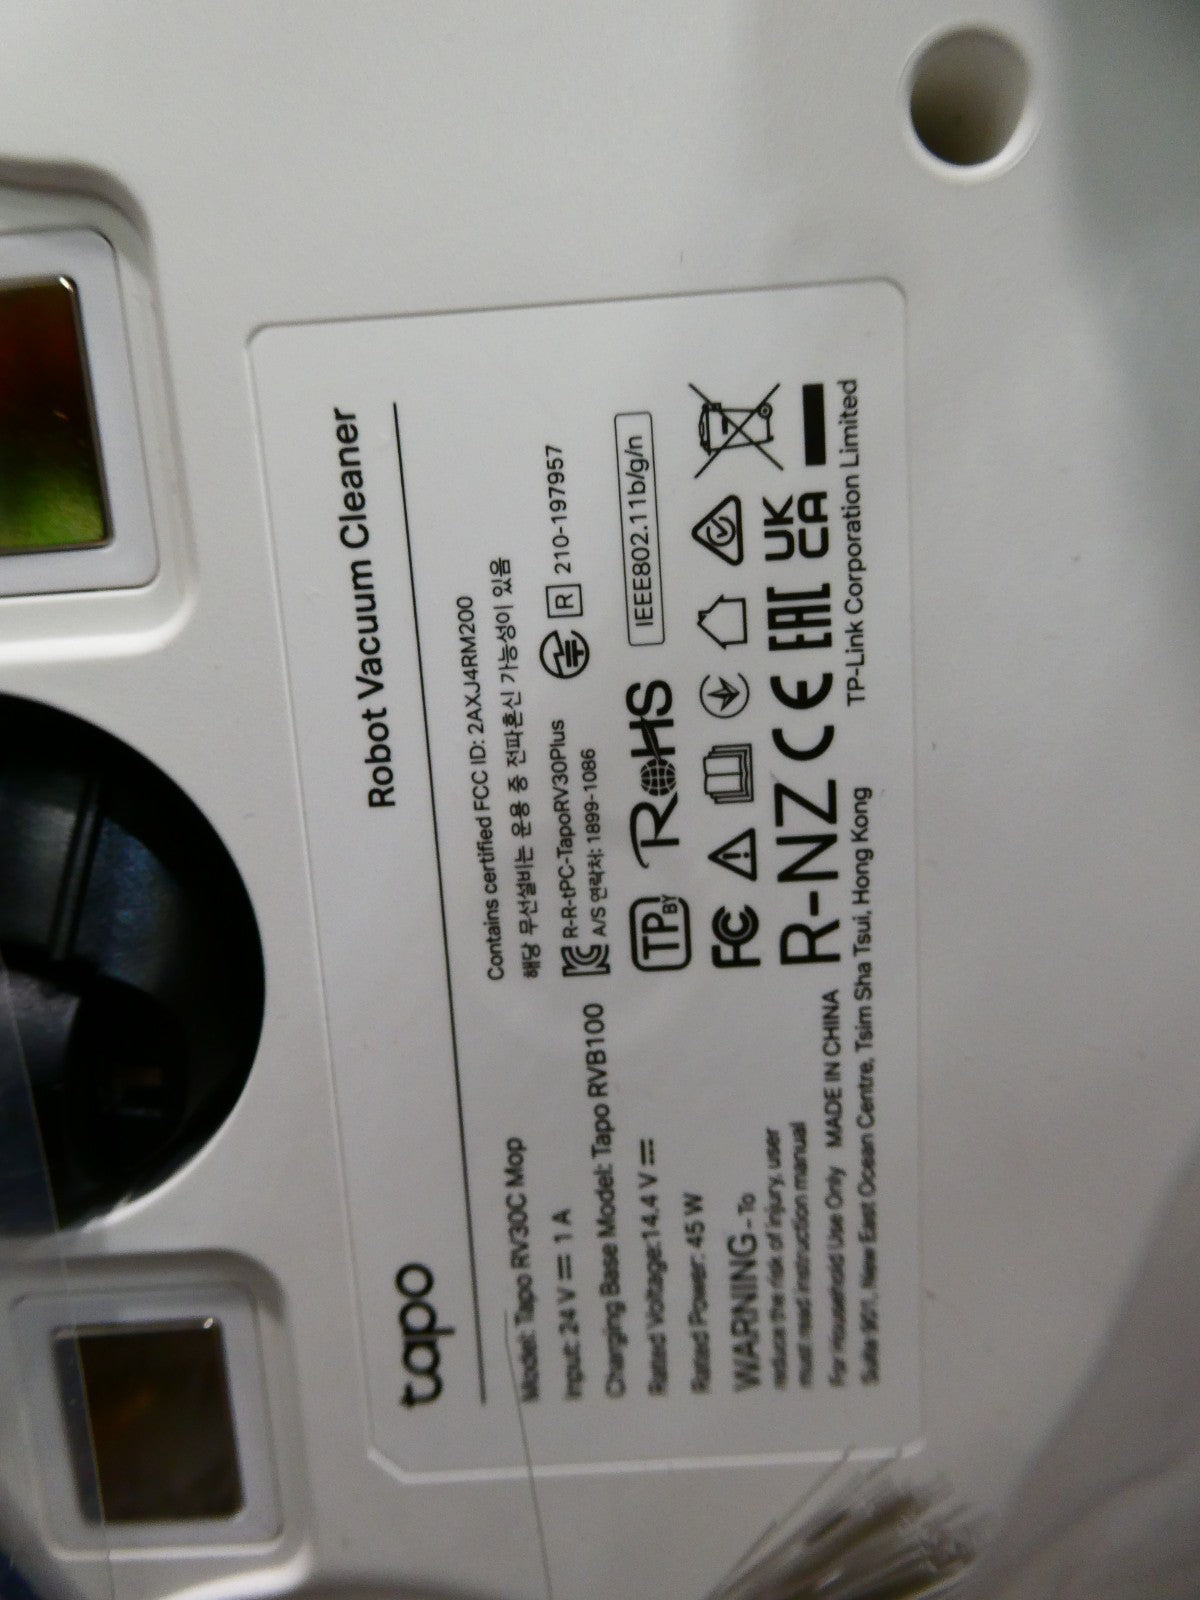 tapo
Robot Vacuum Cleaner
Model: Tapo RV30C Mop
Input: 24 V ⎓ 1 A
Charging Base Model: Tapo RVB100
Rated Voltage: 14.4 V ⎓
Rated Power: 45 W
WARNING - To
reduce the risk of injury, user
must read instruction manual
For Household Use Only MADE IN CHINA
Suite 901, New East Ocean Centre, Tsim Sha Tsui, Hong Kong
Contains certified FCC ID: 2AXJ4RM200
해당 무선설비는 운용 중 전파혼신 가능성이 있음
R-R-tPC-TapoRV30Plus
A/S 연락처: 1899-1086
R 210-197957
TP BY
RoHS
IEEE802.11b/g/n
FC
R-NZ CE EAC UK
CA
TP-Link Corporation Limited